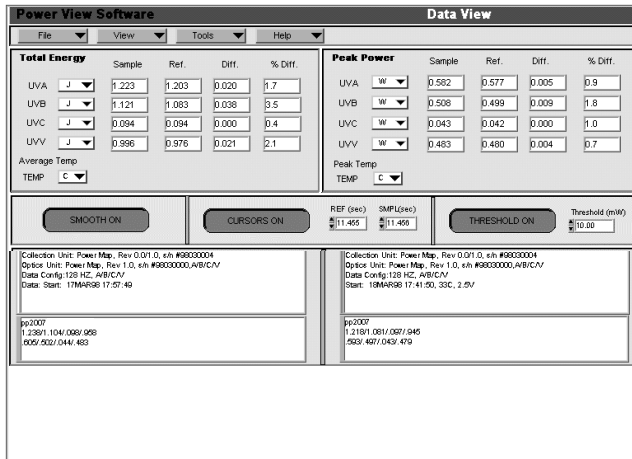 Power View Software Data View
File View Tools Help
Total Energy Sample Ref. Diff. % Diff.
UVA J 1.223 1.203 0.020 1.7
UVB J 1.121 1.083 0.038 3.5
UVC J 0.094 0.094 0.000 0.4
UVV J 0.996 0.976 0.021 2.1
Average Temp
TEMP C
Peak Power Sample Ref. Diff. % Diff.
UVA W 0.582 0.577 0.005 0.9
UVB W 0.508 0.499 0.009 1.8
UVC W 0.043 0.042 0.000 1.0
UVV W 0.483 0.480 0.004 0.7
Peak Temp
TEMP C
SMOOTH ON
CURSORS ON
REF (sec) SMPL(sec)
11.455 11.456
THRESHOLD ON
Threshold (mW)
10.00
Collection Unit: Power Map, Rev 0.0/1.0, s/n #98030004
Optics Unit: Power Map, Rev 1.0, s/n #98030000,A/B/C/V
Data Config:128 HZ, A/B/C/V
Data: Start: 17MAR98 17:57:49
pp2007
1.238/1.104/.098/.958
.605/.502/.044/.483
Collection Unit: Power Map, Rev 0.0/1.0, s/n #98030004
Optics Unit: Power Map, Rev 1.0, s/n #98030000,A/B/C/V
Data Config:128 HZ, A/B/C/V
Start: 18MAR98 17:41:50, 33C, 2.5V
pp2007
1.218/1.081/.097/.945
.593/.497/.043/.479